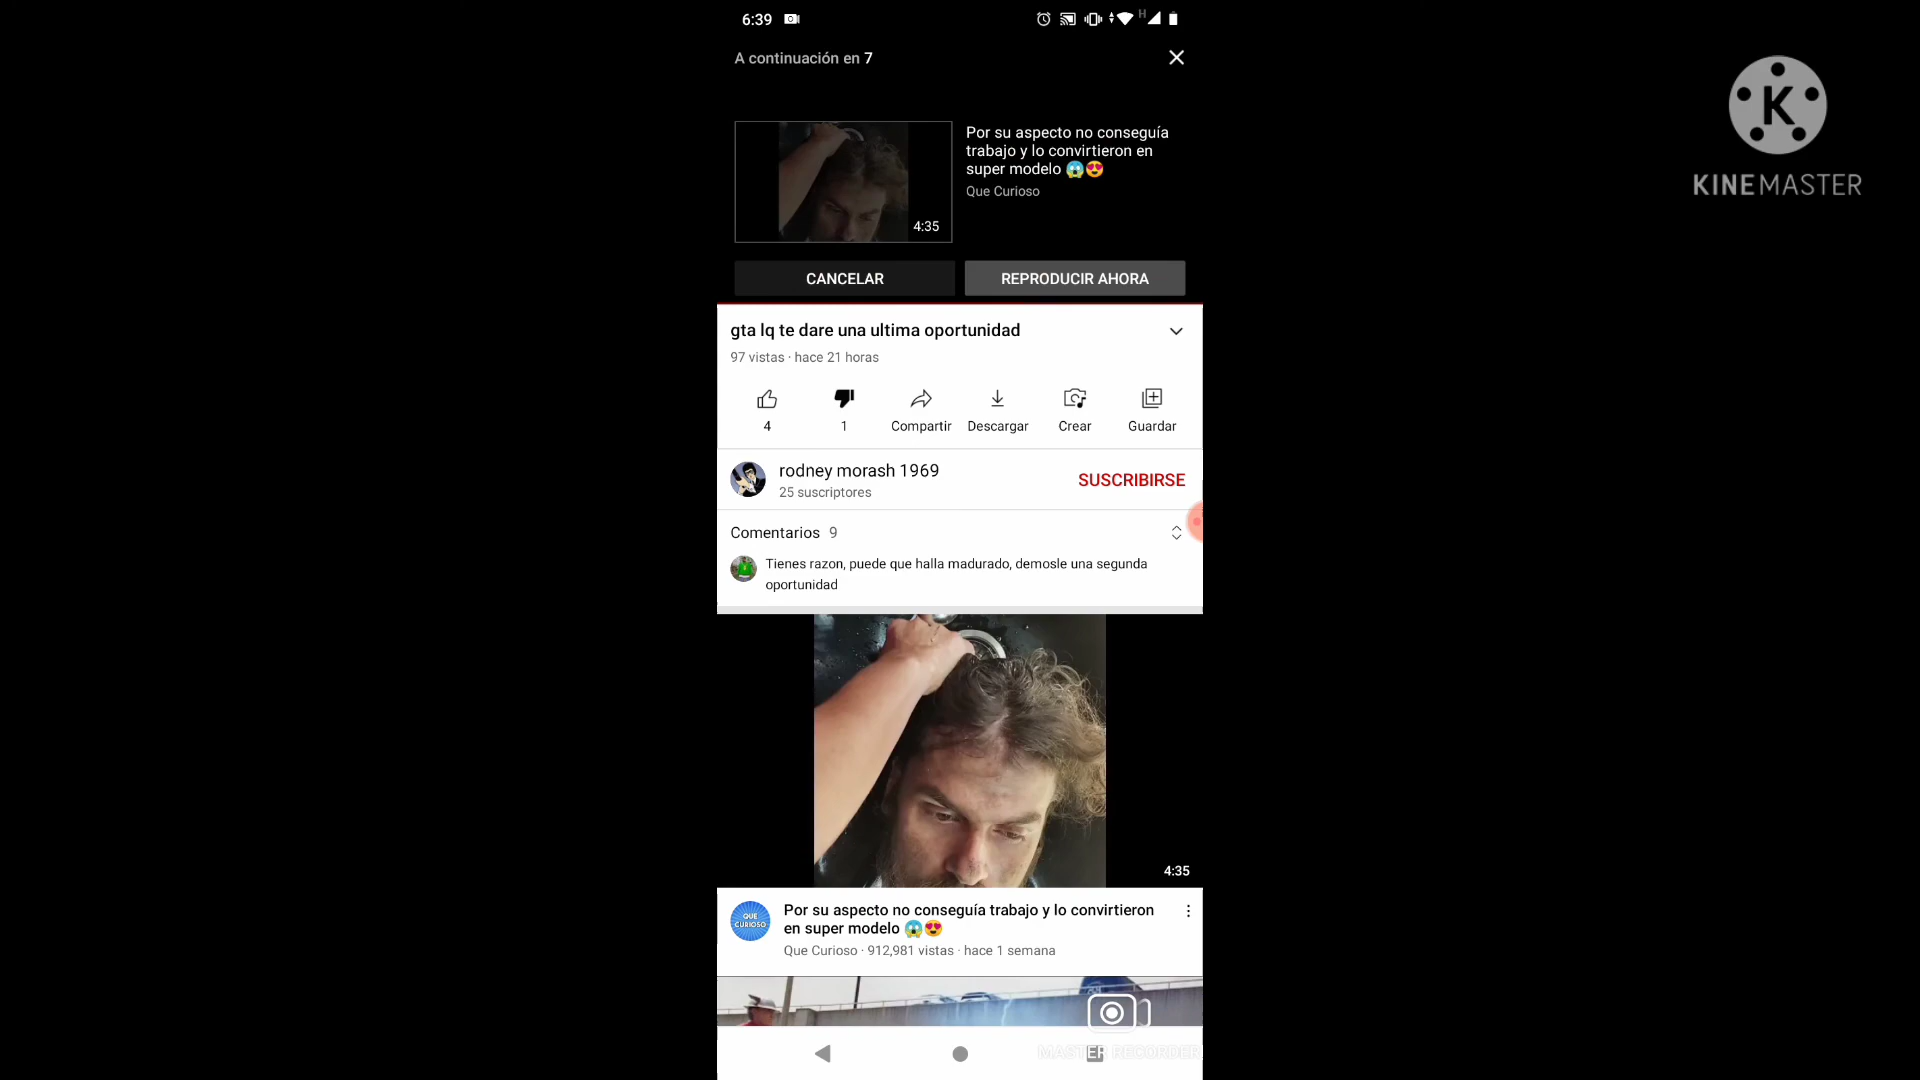 6:39
H
A continuación en 7
Por su aspecto no conseguía
trabajo y lo convirtieron en
super modelo 😱😍
Que Curioso
4:35
CANCELAR
REPRODUCIR AHORA
KINEMASTER
gta lq te dare una ultima oportunidad
97 vistas · hace 21 horas
4
1
Compartir
Descargar
Crear
Guardar
rodney morash 1969
25 suscriptores
SUSCRIBIRSE
Comentarios 9
Tienes razon, puede que halla madurado, demosle una segunda
oportunidad
4:35
QUE
CURIOSO
Por su aspecto no conseguía trabajo y lo convirtieron
en super modelo 😱😍
Que Curioso · 912,981 vistas · hace 1 semana
MASTER RECORDER